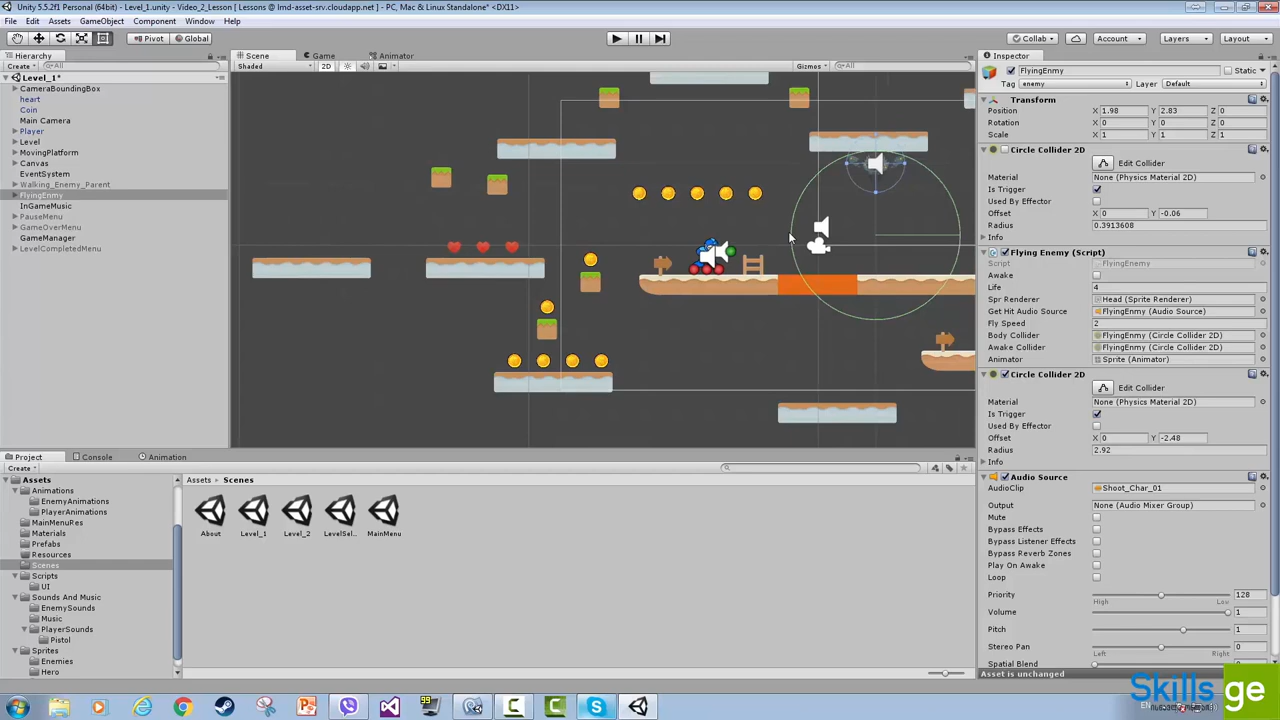 Unity 5.5.2f1 Personal (64bit) - Level_1.unity - Video_2_Lesson [ Lessons @ lmd-asset-srv.cloudapp.net ] - PC, Mac & Linux Standalone* <DX11>
File Edit Assets GameObject Component Window Help
Pivot Global Collab Account Layers Layout
Hierarchy
Create All
Level_1*
CameraBoundingBox
heart
Coin
Main Camera
Player
Level
MovingPlatform
Canvas
EventSystem
Walking_Enemy_Parent
FlyingEnmy
InGameMusic
PauseMenu
GameOverMenu
GameManager
LevelCompletedMenu
Scene Game Animator
Shaded 2D Gizmos All
Inspector
FlyingEnmy Static
Tag enemy Layer Default
Transform
Position X 1.98 Y 2.83 Z 0
Rotation X 0 Y 0 Z 0
Scale X 1 Y 1 Z 1
Circle Collider 2D
Edit Collider
Material None (Physics Material 2D)
Is Trigger
Used By Effector
Offset X 0 Y -0.06
Radius 0.3913608
Info
Flying Enemy (Script)
Script FlyingEnemy
Awake
Life 4
Spr Renderer Head (Sprite Renderer)
Get Hit Audio Source FlyingEnmy (Audio Source)
Fly Speed 2
Body Collider FlyingEnmy (Circle Collider 2D)
Awake Collider FlyingEnmy (Circle Collider 2D)
Animator Sprite (Animator)
Circle Collider 2D
Edit Collider
Material None (Physics Material 2D)
Is Trigger
Used By Effector
Offset X 0 Y -2.48
Radius 2.92
Info
Audio Source
AudioClip Shoot_Char_01
Output None (Audio Mixer Group)
Mute
Bypass Effects
Bypass Listener Effects
Bypass Reverb Zones
Play On Awake
Loop
Priority 128
High Low
Volume 1
Pitch 1
Stereo Pan 0
Left Right
Spatial Blend
Asset is unchanged
Project Console Animation
Create
Assets
Animations
EnemyAnimations
PlayerAnimations
MainMenuRes
Materials
Prefabs
Resources
Scenes
Scripts
UI
Sounds And Music
EnemySounds
Music
PlayerSounds
Pistol
Sprites
Enemies
Hero
Assets Scenes
About Level_1 Level_2 LevelSel... MainMenu
99
Skills ge